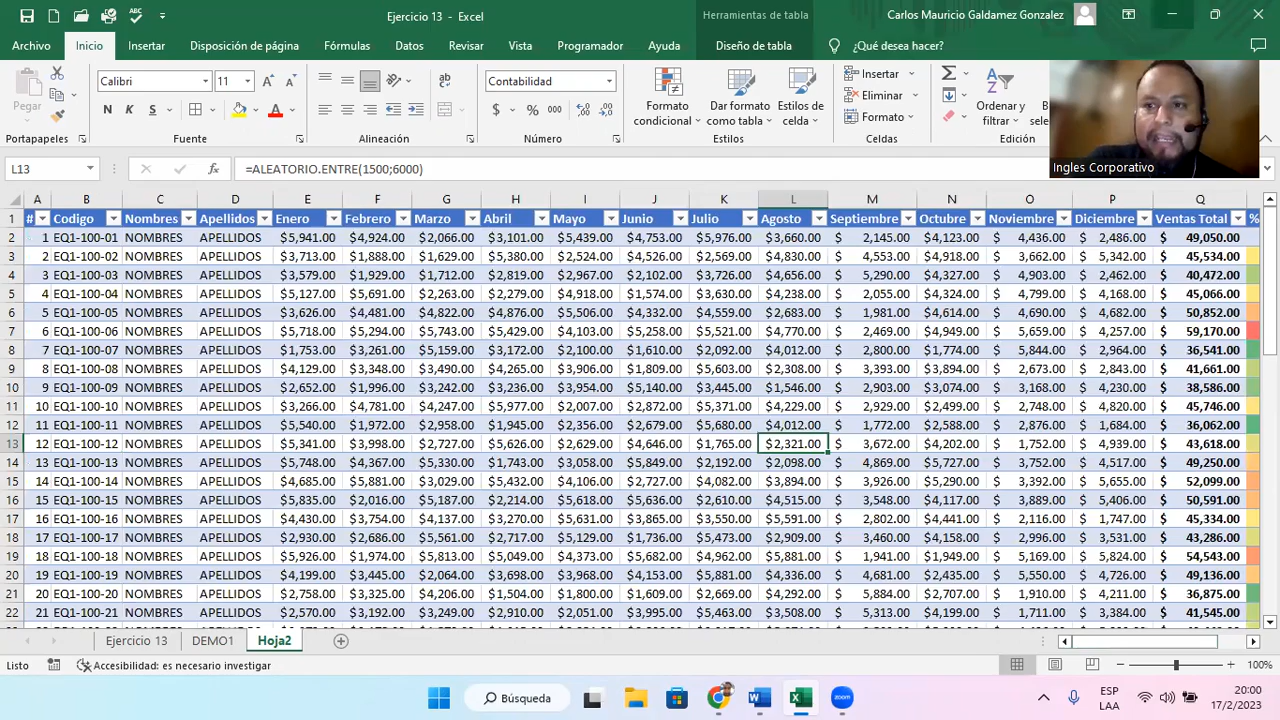 Ejercicio 13 - Excel
Herramientas de tabla
Carlos Mauricio Galdamez Gonzalez
Archivo Inicio Insertar Disposición de página Fórmulas Datos Revisar Vista Programador Ayuda Diseño de tabla ¿Qué desea hacer?
Pegar
Portapapeles
Calibri 11
N K S
Fuente
ab
Alineación
Contabilidad
$ % 000
Número
Formato condicional
Dar formato como tabla
Estilos de celda
Estilos
Insertar
Eliminar
Formato
Celdas
Ordenar y filtrar
Edición
Ingles Corporativo
L13 fx =ALEATORIO.ENTRE(1500;6000)
A B C D E F G H I J K L M N O P Q
1 # Codigo Nombres Apellidos Enero Febrero Marzo Abril Mayo Junio Julio Agosto Septiembre Octubre Noviembre Diciembre Ventas Total %
2 1 EQ1-100-01 NOMBRES APELLIDOS $5,941.00 $4,924.00 $2,066.00 $3,101.00 $5,439.00 $4,753.00 $5,976.00 $3,660.00 $ 2,145.00 $4,123.00 $ 4,436.00 $ 2,486.00 $ 49,050.00
3 2 EQ1-100-02 NOMBRES APELLIDOS $3,713.00 $1,888.00 $1,629.00 $5,380.00 $2,524.00 $4,526.00 $2,569.00 $4,830.00 $ 4,553.00 $4,918.00 $ 3,662.00 $ 5,342.00 $ 45,534.00
4 3 EQ1-100-03 NOMBRES APELLIDOS $3,579.00 $1,929.00 $1,712.00 $2,819.00 $2,967.00 $2,102.00 $3,726.00 $4,656.00 $ 5,290.00 $4,327.00 $ 4,903.00 $ 2,462.00 $ 40,472.00
5 4 EQ1-100-04 NOMBRES APELLIDOS $5,127.00 $5,691.00 $2,263.00 $2,279.00 $4,918.00 $1,574.00 $3,630.00 $4,238.00 $ 2,055.00 $4,324.00 $ 4,799.00 $ 4,168.00 $ 45,066.00
6 5 EQ1-100-05 NOMBRES APELLIDOS $3,626.00 $4,481.00 $4,822.00 $4,876.00 $5,506.00 $4,332.00 $4,559.00 $2,683.00 $ 1,981.00 $4,614.00 $ 4,690.00 $ 4,682.00 $ 50,852.00
7 6 EQ1-100-06 NOMBRES APELLIDOS $5,718.00 $5,294.00 $5,743.00 $5,429.00 $4,103.00 $5,258.00 $5,521.00 $4,770.00 $ 2,469.00 $4,949.00 $ 5,659.00 $ 4,257.00 $ 59,170.00
8 7 EQ1-100-07 NOMBRES APELLIDOS $1,753.00 $3,261.00 $5,159.00 $3,172.00 $2,100.00 $1,610.00 $2,092.00 $4,012.00 $ 2,800.00 $1,774.00 $ 5,844.00 $ 2,964.00 $ 36,541.00
9 8 EQ1-100-08 NOMBRES APELLIDOS $4,129.00 $3,348.00 $3,490.00 $4,265.00 $3,906.00 $1,809.00 $5,603.00 $2,308.00 $ 3,393.00 $3,894.00 $ 2,673.00 $ 2,843.00 $ 41,661.00
10 9 EQ1-100-09 NOMBRES APELLIDOS $2,652.00 $1,996.00 $3,242.00 $3,236.00 $3,954.00 $5,140.00 $3,445.00 $1,546.00 $ 2,903.00 $3,074.00 $ 3,168.00 $ 4,230.00 $ 38,586.00
11 10 EQ1-100-10 NOMBRES APELLIDOS $3,266.00 $4,781.00 $4,247.00 $5,977.00 $2,007.00 $2,872.00 $5,371.00 $4,229.00 $ 2,929.00 $2,499.00 $ 2,748.00 $ 4,820.00 $ 45,746.00
12 11 EQ1-100-11 NOMBRES APELLIDOS $5,540.00 $1,972.00 $2,958.00 $1,945.00 $2,356.00 $2,679.00 $5,680.00 $4,012.00 $ 1,772.00 $2,588.00 $ 2,876.00 $ 1,684.00 $ 36,062.00
13 12 EQ1-100-12 NOMBRES APELLIDOS $5,341.00 $3,998.00 $2,727.00 $5,626.00 $2,629.00 $4,646.00 $1,765.00 $2,321.00 $ 3,672.00 $4,202.00 $ 1,752.00 $ 4,939.00 $ 43,618.00
14 13 EQ1-100-13 NOMBRES APELLIDOS $5,748.00 $4,367.00 $5,330.00 $1,743.00 $3,058.00 $5,849.00 $2,192.00 $2,098.00 $ 4,869.00 $5,727.00 $ 3,752.00 $ 4,517.00 $ 49,250.00
15 14 EQ1-100-14 NOMBRES APELLIDOS $4,685.00 $5,881.00 $3,029.00 $5,432.00 $4,106.00 $2,727.00 $4,082.00 $3,894.00 $ 3,926.00 $5,290.00 $ 3,392.00 $ 5,655.00 $ 52,099.00
16 15 EQ1-100-15 NOMBRES APELLIDOS $5,835.00 $2,016.00 $5,187.00 $2,214.00 $5,618.00 $5,636.00 $2,610.00 $4,515.00 $ 3,548.00 $4,117.00 $ 3,889.00 $ 5,406.00 $ 50,591.00
17 16 EQ1-100-16 NOMBRES APELLIDOS $4,430.00 $3,754.00 $4,137.00 $3,270.00 $5,631.00 $3,865.00 $3,550.00 $5,591.00 $ 2,802.00 $4,441.00 $ 2,116.00 $ 1,747.00 $ 45,334.00
18 17 EQ1-100-17 NOMBRES APELLIDOS $2,930.00 $2,686.00 $5,561.00 $2,717.00 $5,129.00 $1,736.00 $5,473.00 $2,909.00 $ 3,460.00 $4,158.00 $ 2,996.00 $ 3,531.00 $ 43,286.00
19 18 EQ1-100-18 NOMBRES APELLIDOS $5,926.00 $1,974.00 $5,813.00 $5,049.00 $4,373.00 $5,682.00 $4,962.00 $5,881.00 $ 1,941.00 $1,949.00 $ 5,169.00 $ 5,824.00 $ 54,543.00
20 19 EQ1-100-19 NOMBRES APELLIDOS $4,199.00 $3,445.00 $2,064.00 $3,698.00 $3,968.00 $4,153.00 $5,881.00 $4,336.00 $ 4,681.00 $2,435.00 $ 5,550.00 $ 4,726.00 $ 49,136.00
21 20 EQ1-100-20 NOMBRES APELLIDOS $2,758.00 $3,325.00 $4,206.00 $1,504.00 $1,800.00 $1,609.00 $2,669.00 $4,292.00 $ 5,884.00 $2,707.00 $ 1,910.00 $ 4,211.00 $ 36,875.00
22 21 EQ1-100-21 NOMBRES APELLIDOS $2,570.00 $3,192.00 $3,249.00 $2,910.00 $2,051.00 $3,995.00 $5,463.00 $3,508.00 $ 5,313.00 $4,199.00 $ 1,711.00 $ 3,384.00 $ 41,545.00
Ejercicio 13 DEMO1 Hoja2
Listo Accesibilidad: es necesario investigar 100%
Búsqueda
ESP
LAA
20:00
17/2/2023